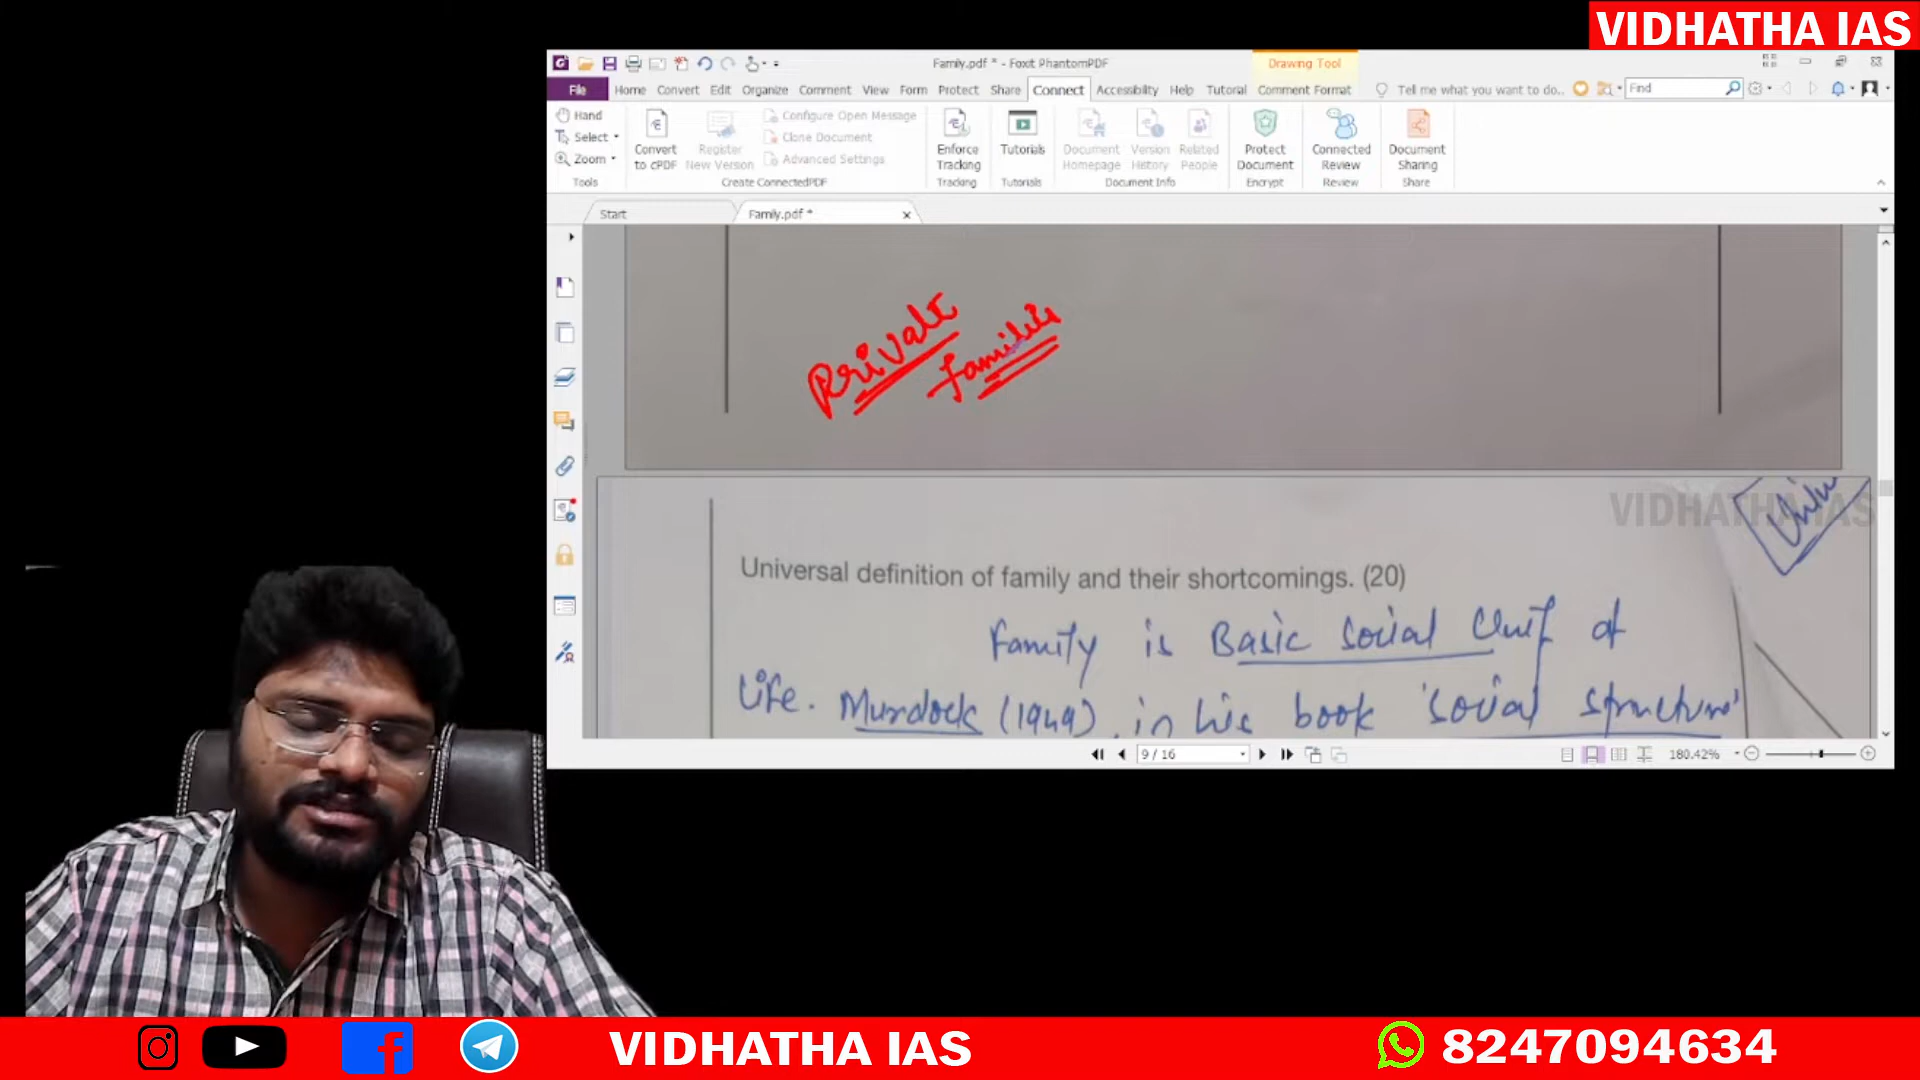 VIDHATHA IAS
Family.pdf * - Foxit PhantomPDF
Drawing Tool
File Home Convert Edit Organize Comment View Form Protect Share Connect Accessibility Help Tutorial Comment Format Tell me what you want to do.. Find
Hand
Select
Zoom
Tools
Convert to cPDF
Register New Version
Configure Open Message
Clone Document
Advanced Settings
Create ConnectedPDF
Enforce Tracking
Tracking
Tutorials
Tutorials
Document Homepage
Version History
Related People
Document Info
Protect Document
Encrypt
Connected Review
Review
Document Sharing
Share
Start
Family.pdf *
Private
families
VIDHATHA IAS
Universal definition of family and their shortcomings. (20)
Family is Basic Social Unit of
Life. Murdock (1949), in his book 'social structure'
9 / 16
180.42%
VIDHATHA IAS
8247094634